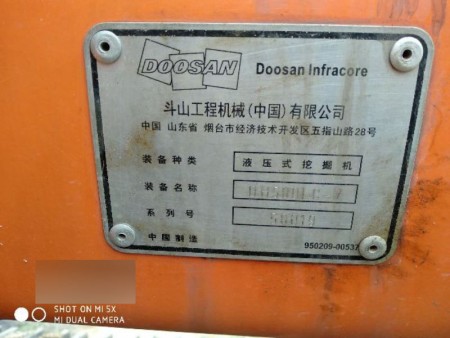 DOOSAN Doosan Infracore
斗山工程机械(中国)有限公司
中国 山东省 烟台市经济技术开发区五指山路28号
装备种类 液压式挖掘机
装备名称
系列号
中国制造
SHOT ON MI 5X
MI DUAL CAMERA